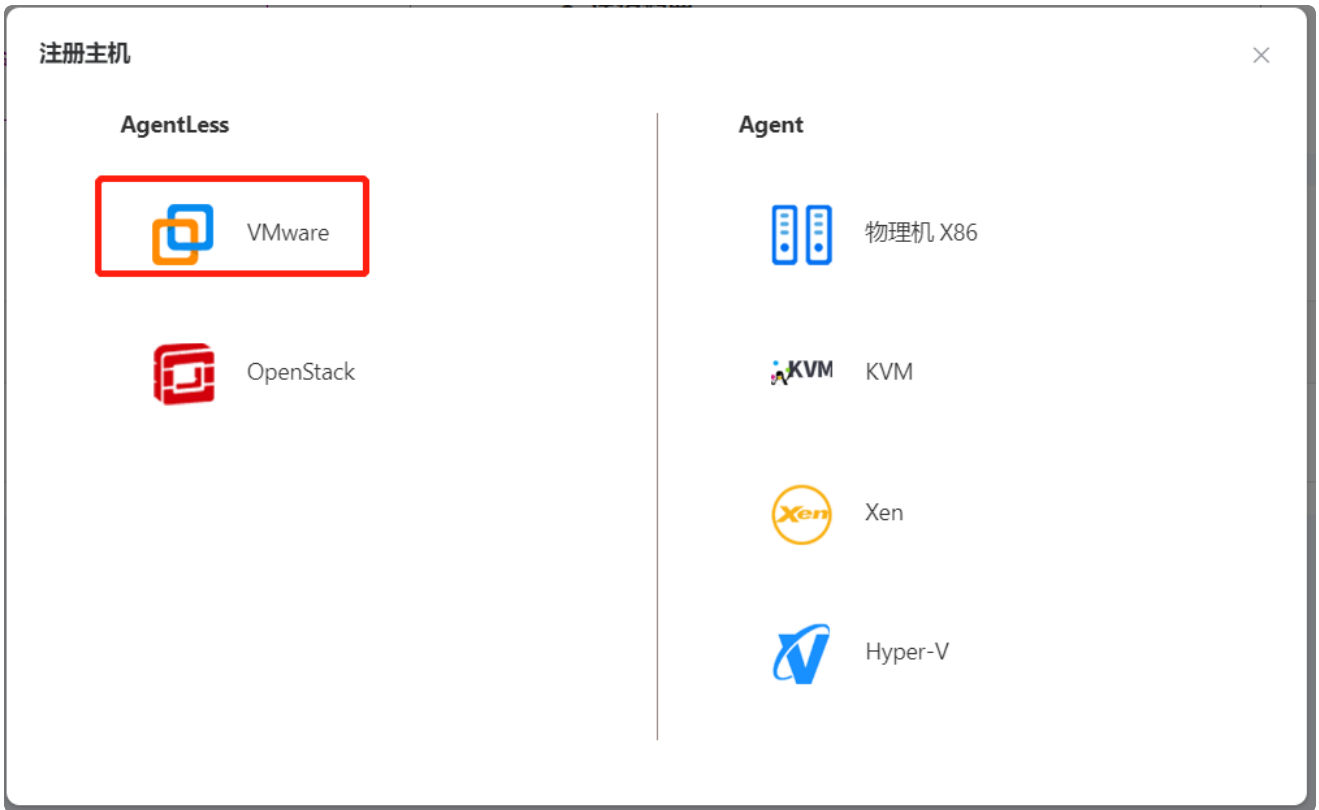 注册主机
AgentLess
VMware
OpenStack
Agent
物理机 X86
KVM
KVM
Xen
Xen
Hyper-V